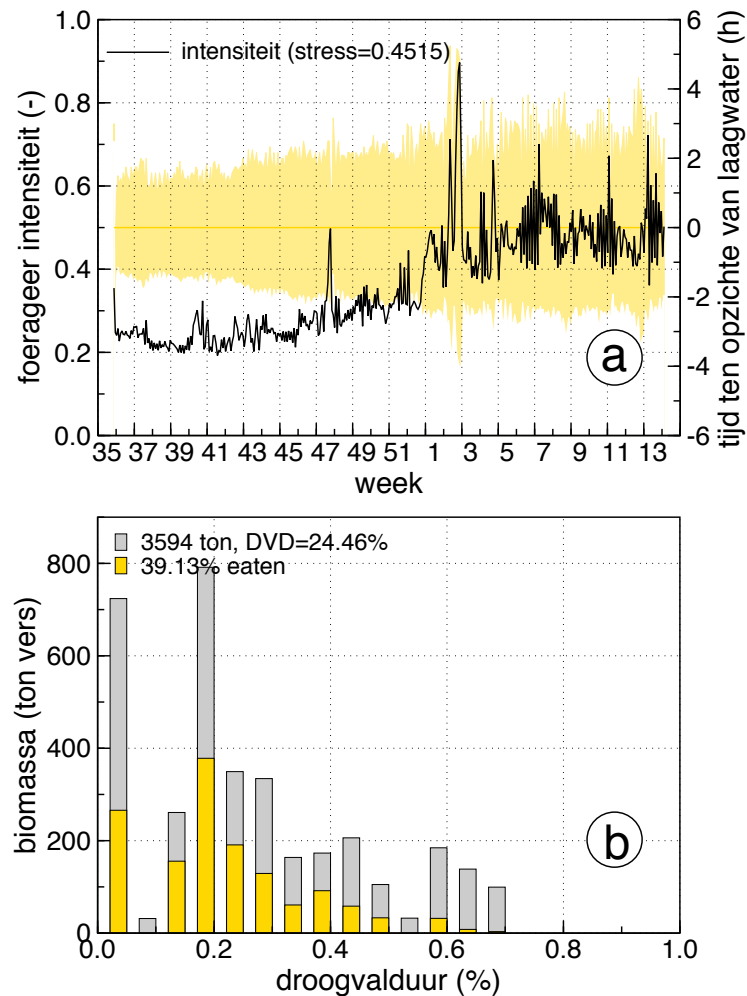 1.0
0.8
0.6
0.4
0.2
0.0
foerageer intensiteit (-)
intensiteit (stress=0.4515)
6
4
2
0
-2
-4
-6
tijd ten opzichte van laagwater (h)
a
35 37 39 41 43 45 47 49 51 1 3 5 7 9 11 13
week
800
600
400
200
0
biomassa (ton vers)
3594 ton, DVD=24.46%
39.13% eaten
b
0.0 0.2 0.4 0.6 0.8 1.0
droogvalduur (%)